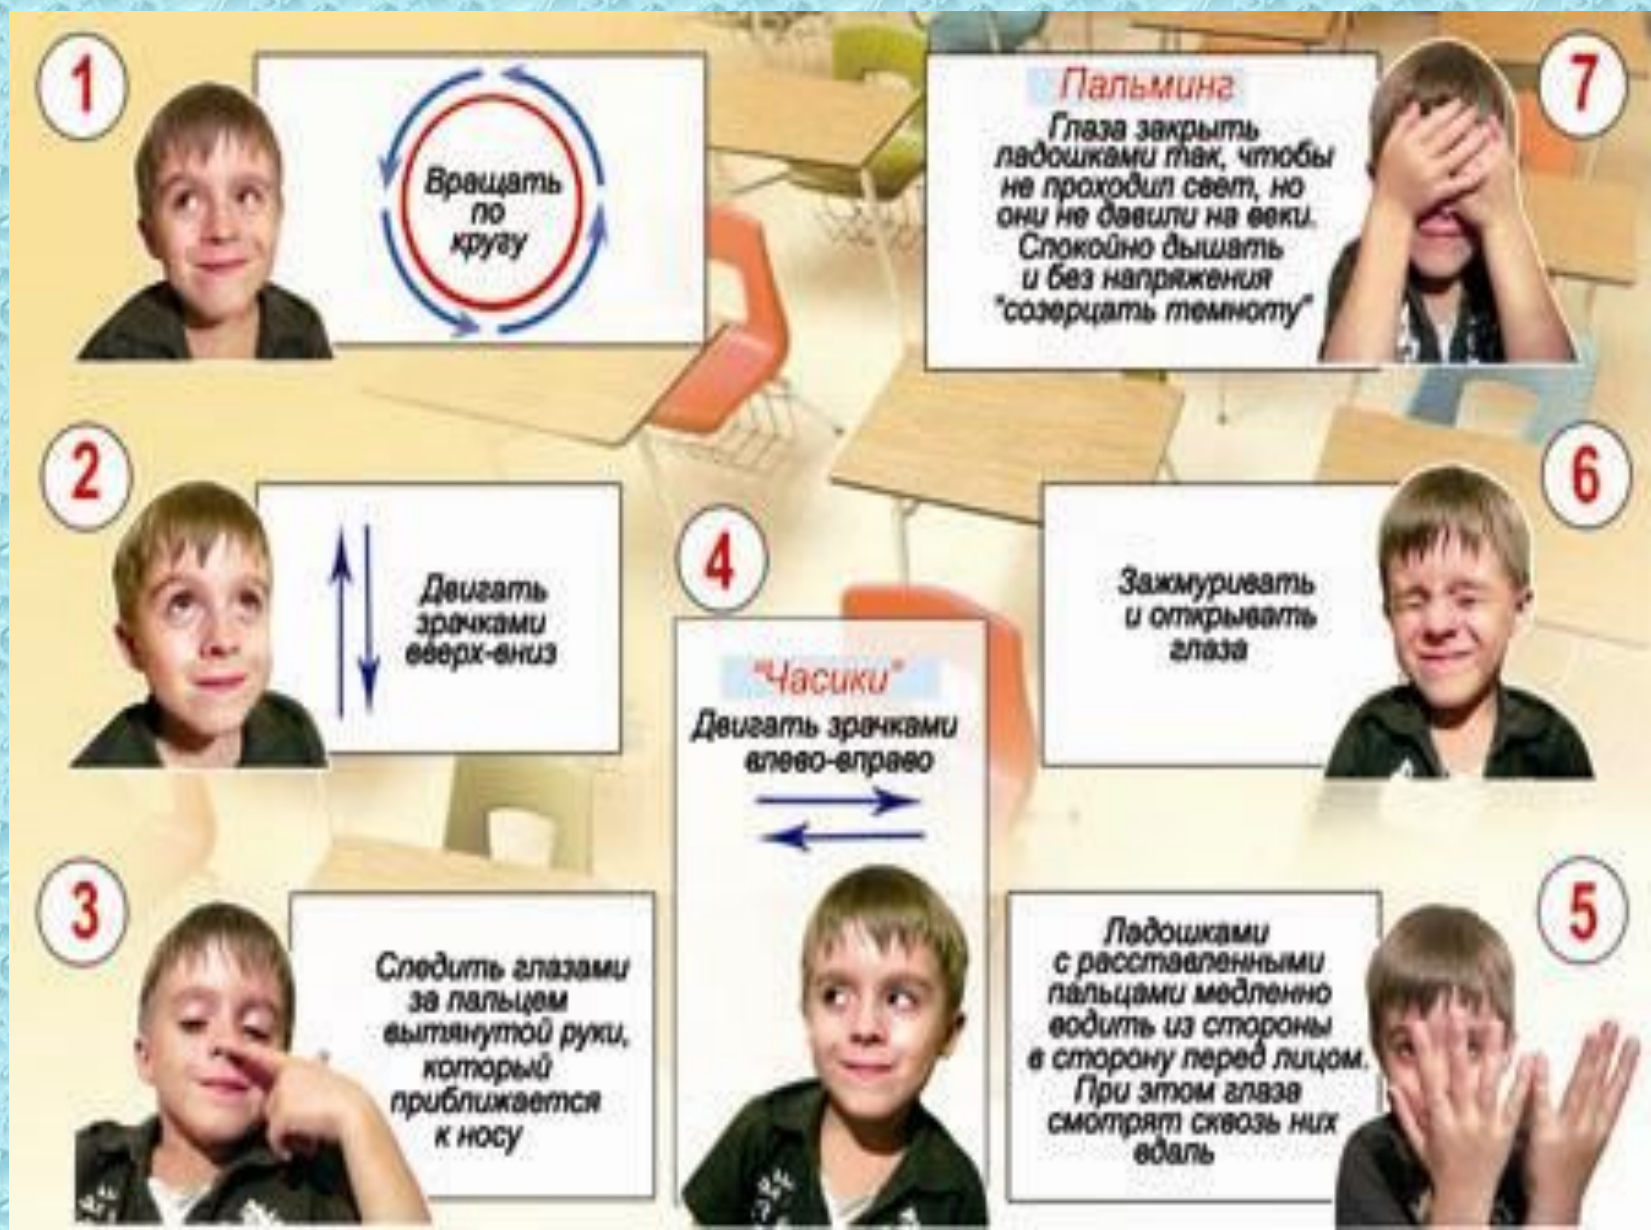 1
Вращать
по
кругу
2
Двигать
зрачками
вверх-вниз
3
Следить глазами
за пальцем
вытянутой руки,
который
приближается
к носу
4
"Часики"
Двигать зрачками
влево-вправо
5
Ладошками
с расставленными
пальцами медленно
водить из стороны
в сторону перед лицом.
При этом глаза
смотрят сквозь них
вдаль
6
Зажмуривать
и открывать
глаза
7
Пальминг
Глаза закрыть
ладошками так, чтобы
не проходил свет, но
они не давили на веки.
Спокойно дышать
и без напряжения
"созерцать темноту"